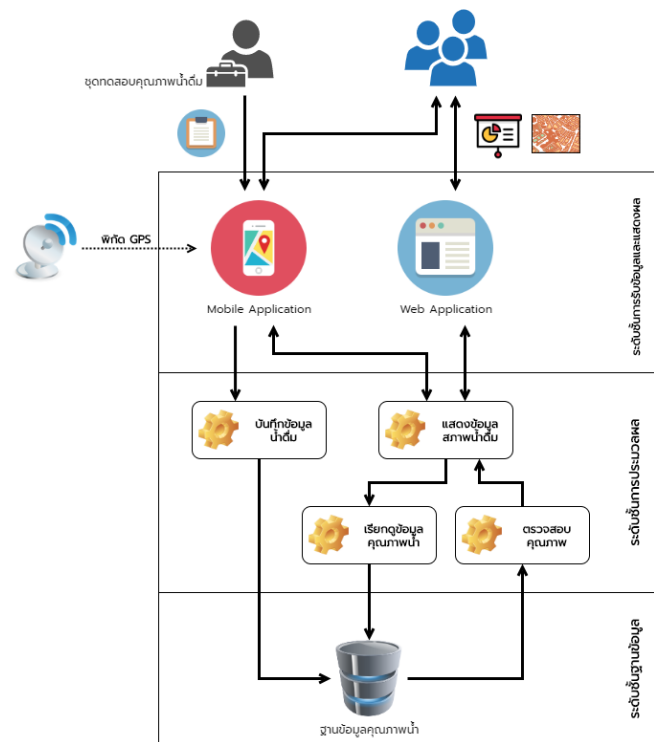 ชุดทดสอบคุณภาพน้ำดื่ม
พิกัด GPS
Mobile Application
Web Application
ระดับชั้นการรับข้อมูลและแสดงผล
บันทึกข้อมูล
น้ำดื่ม
แสดงข้อมูล
สภาพน้ำดื่ม
เรียกดูข้อมูล
คุณภาพน้ำ
ตรวจสอบ
คุณภาพ
ระดับชั้นการประมวลผล
ฐานข้อมูลคุณภาพน้ำ
ระดับชั้นฐานข้อมูล